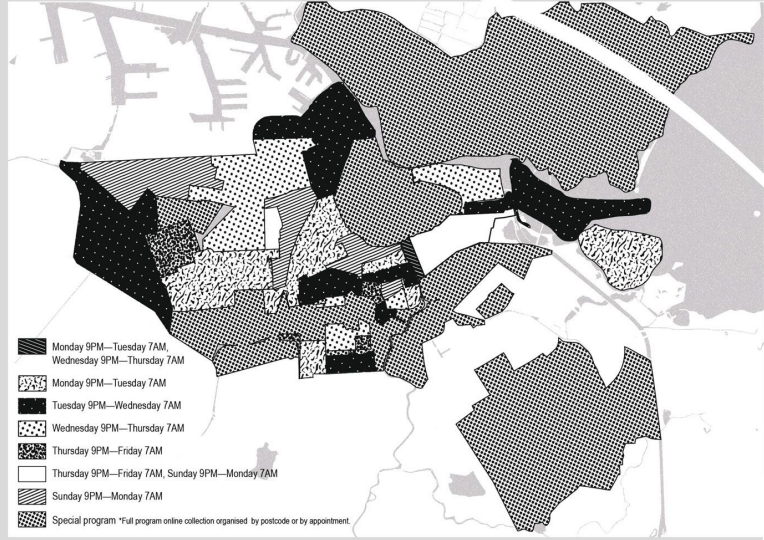 Monday 9PM—Tuesday 7AM,
Wednesday 9PM—Thursday 7AM
Monday 9PM—Tuesday 7AM
Tuesday 9PM—Wednesday 7AM
Wednesday 9PM—Thursday 7AM
Thursday 9PM—Friday 7AM
Thursday 9PM—Friday 7AM, Sunday 9PM—Monday 7AM
Sunday 9PM—Monday 7AM
Special program *Full program online collection organised by postcode or by appointment.